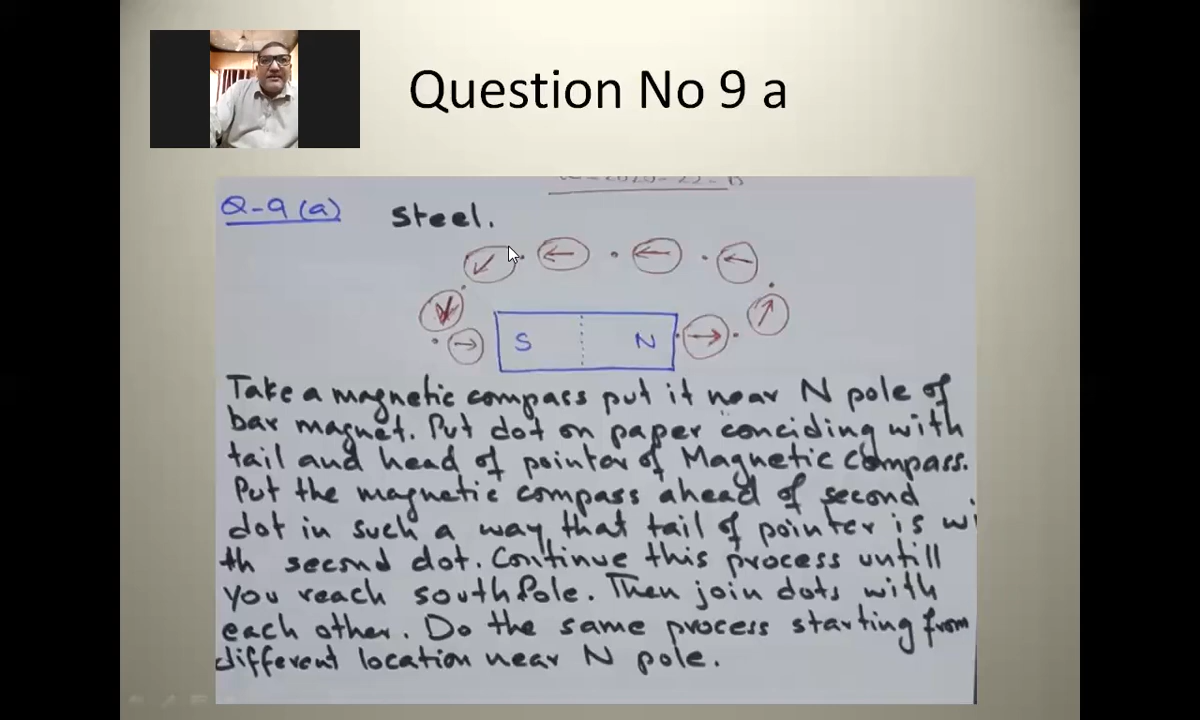 Question No 9 a
Q-9 (a) Steel.
S N
Take a magnetic compass put it near N pole of
bar magnet. Put dot on paper conciding with
tail and head of pointer of Magnetic compass.
Put the magnetic compass ahead of second
dot in such a way that tail of pointer is wi
th second dot. Continue this process untill
you reach south Pole. Then join dots with
each other. Do the same process starting from
different location near N pole.